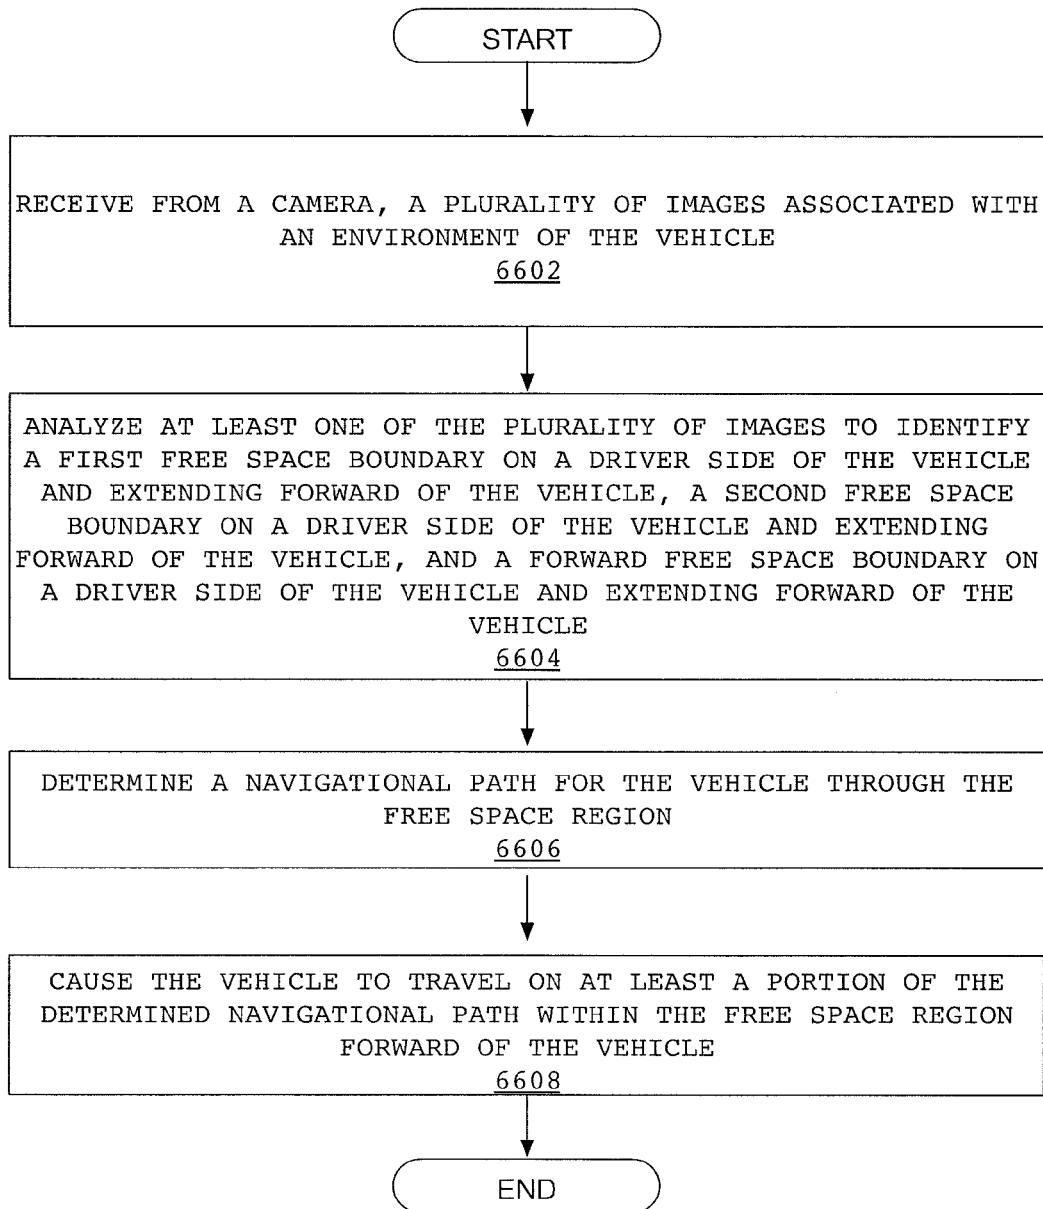 START
RECEIVE FROM A CAMERA, A PLURALITY OF IMAGES ASSOCIATED WITH
AN ENVIRONMENT OF THE VEHICLE
6602
ANALYZE AT LEAST ONE OF THE PLURALITY OF IMAGES TO IDENTIFY
A FIRST FREE SPACE BOUNDARY ON A DRIVER SIDE OF THE VEHICLE
AND EXTENDING FORWARD OF THE VEHICLE, A SECOND FREE SPACE
BOUNDARY ON A DRIVER SIDE OF THE VEHICLE AND EXTENDING
FORWARD OF THE VEHICLE, AND A FORWARD FREE SPACE BOUNDARY ON
A DRIVER SIDE OF THE VEHICLE AND EXTENDING FORWARD OF THE
VEHICLE
6604
DETERMINE A NAVIGATIONAL PATH FOR THE VEHICLE THROUGH THE
FREE SPACE REGION
6606
CAUSE THE VEHICLE TO TRAVEL ON AT LEAST A PORTION OF THE
DETERMINED NAVIGATIONAL PATH WITHIN THE FREE SPACE REGION
FORWARD OF THE VEHICLE
6608
END